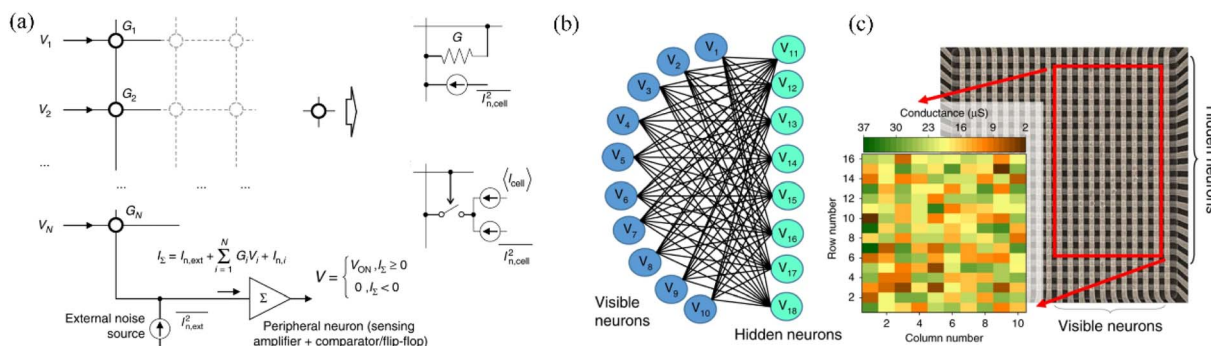 (a)
G1
V1
G2
V2
...
...
...
...
VN
GN
IΣ = In,ext + ∑ GiVi + In,i
N
i = 1
V = { VON , IΣ ≥ 0
0 , IΣ < 0
Σ
External noise
source
I²n,ext
Peripheral neuron (sensing
amplifier + comparator/flip-flop)
G
I²n,cell
⟨Icell⟩
I²n,cell
(b)
V1
V2
V3
V4
V5
V6
V7
V8
V9
V10
V11
V12
V13
V14
V15
V16
V17
V18
Visible
neurons
Hidden neurons
(c)
Conductance (μS)
37 30 23 16 9 2
16
14
12
10
8
6
4
2
Row number
2 4 6 8 10
Column number
Visible neurons
Hidden neurons